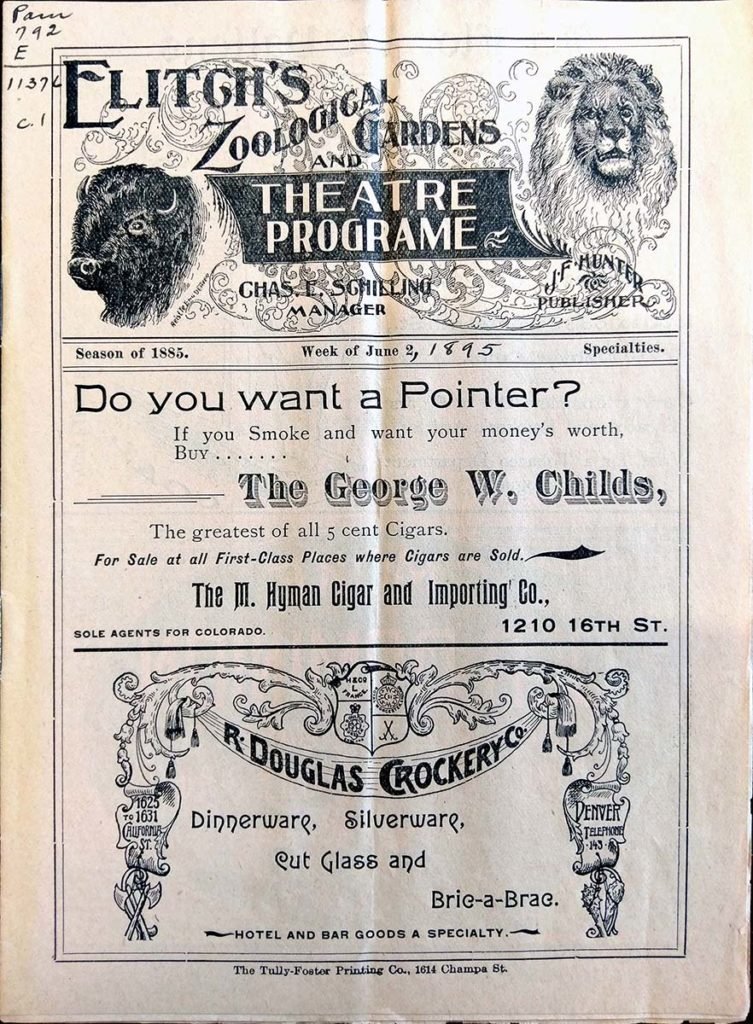 Pam
792
E
11376
c.1
ELITCH'S
ZOOLOGICAL
GARDENS
AND
THEATRE
PROGRAME
CHAS. E. SCHILLING
MANAGER
J.F. HUNTER
PUBLISHER
Season of 1885. Week of June 2, 1895 Specialties.
Do you want a Pointer?
If you Smoke and want your money's worth,
BUY.......
The George W. Childs,
The greatest of all 5 cent Cigars.
For Sale at all First-Class Places where Cigars are Sold.
The M. Hyman Cigar and Importing Co.,
SOLE AGENTS FOR COLORADO. 1210 16TH ST.
H&CO
L
FRANCE
R. DOUGLAS CROCKERY CO.
1625
TO 1631
CALIFORNIA
ST.
DENVER
TELEPHONE
·143·
Dinnerware, Silverware,
Cut Glass and
Bric-a-Brac.
HOTEL AND BAR GOODS A SPECIALTY.
The Tully-Foster Printing Co., 1614 Champa St.